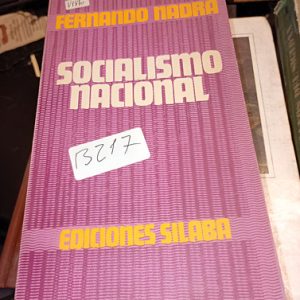 FERNANDO NADRA
SOCIALISMO
NACIONAL
B217
EDICIONES SILABA